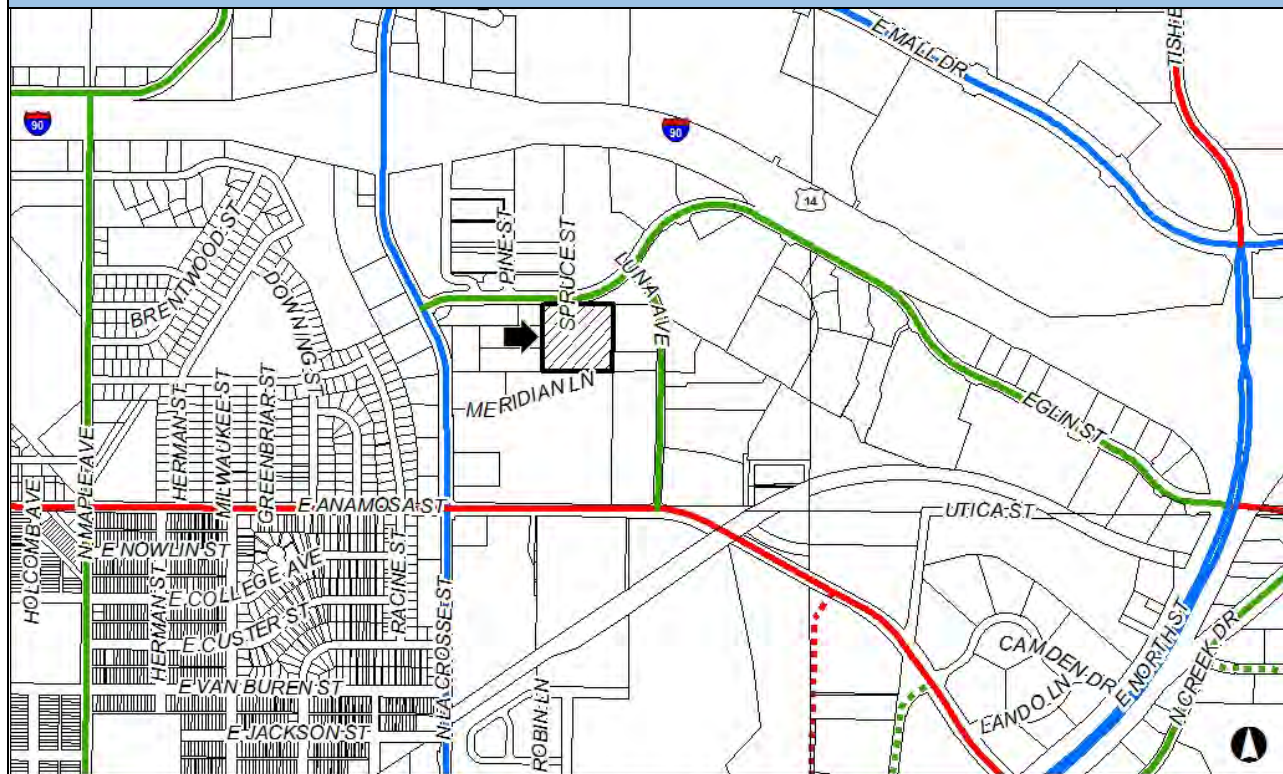 E MALL DR
TISH B
90
90
14
PINE ST
SPRUCE ST
LUNA AVE
BRENTWOOD ST
DOWNING S
MERIDIAN LN
EGLIN ST
HERMAN ST
MILWAUKEE ST
GREENBRIAR ST
N MAPLE AVE
HOLCOMB AVE
E ANAMOSA ST
UTICA ST
E NOWLIN ST
E COLLEGE AVE
RACINE ST
E CUSTER ST
HERMAN ST
N LACROSSE ST
E VAN BUREN ST
E JACKSON ST
ROBIN LN
CAMDEN DR
LANDO LN
E NORTH ST
N CREEK DR